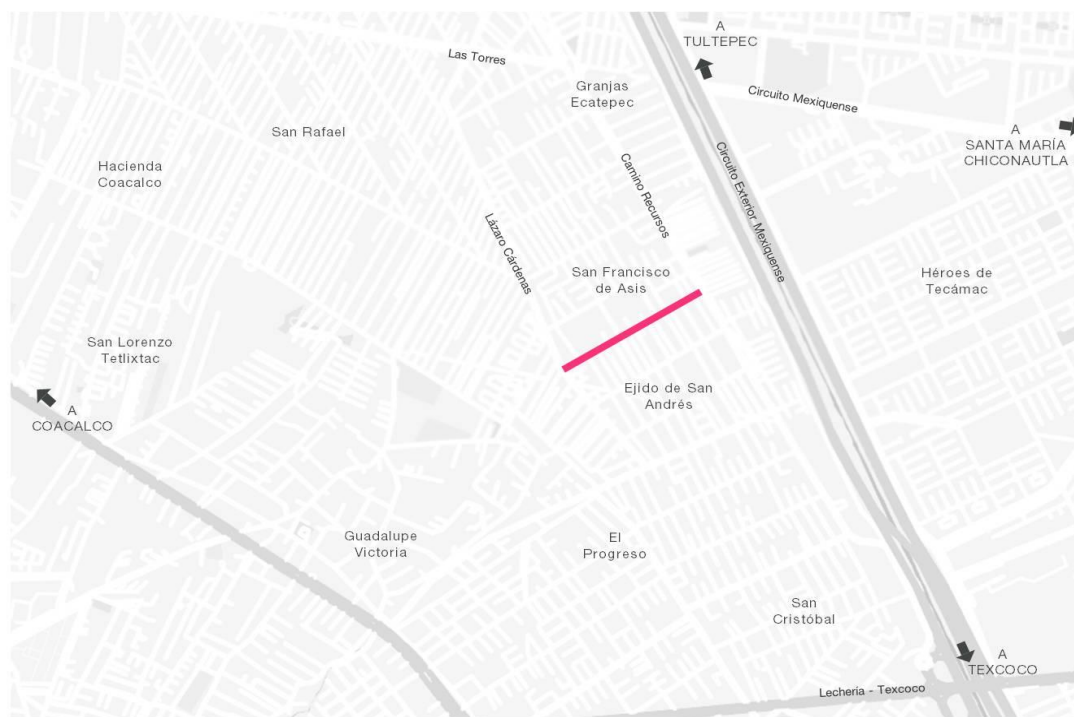 A
TULTEPEC
Las Torres
Granjas
Ecatepec
Circuito Mexiquense
San Rafael
A
SANTA MARÍA
CHICONAUTLA
Hacienda
Coacalco
Camino Recursos
Circuito Exterior Mexiquense
Lázaro Cárdenas
San Francisco
de Asis
Héroes de
Tecámac
San Lorenzo
Tetlixtac
Ejido de San
Andrés
A
COACALCO
Guadalupe
Victoria
El
Progreso
San
Cristóbal
A
TEXCOCO
Lecheria - Texcoco